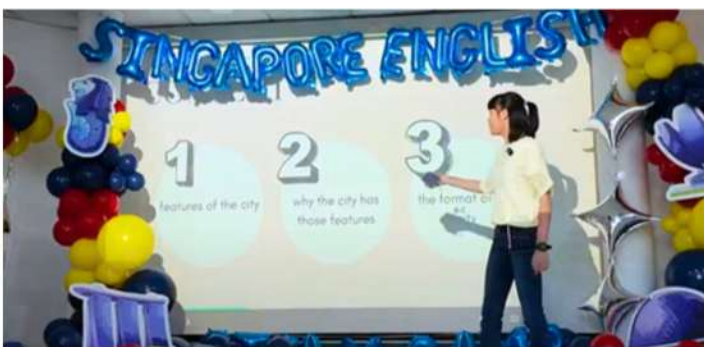 SINGAPORE ENGLISH
1
features of the city
2
why the city has
those features
3
the format of